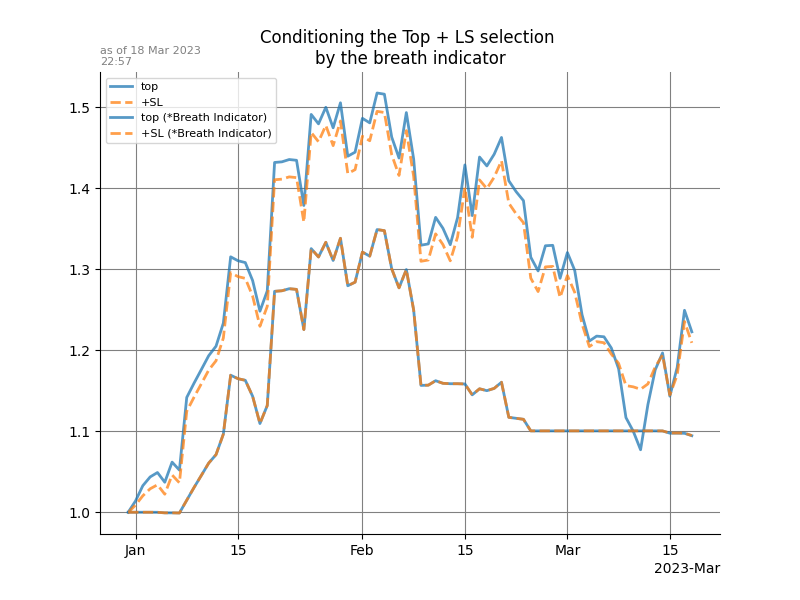 Conditioning the Top + LS selection
by the breath indicator
as of 18 Mar 2023
22:57
top
+SL
top (*Breath Indicator)
+SL (*Breath Indicator)
1.5
1.4
1.3
1.2
1.1
1.0
Jan 15 Feb 15 Mar 15
2023-Mar